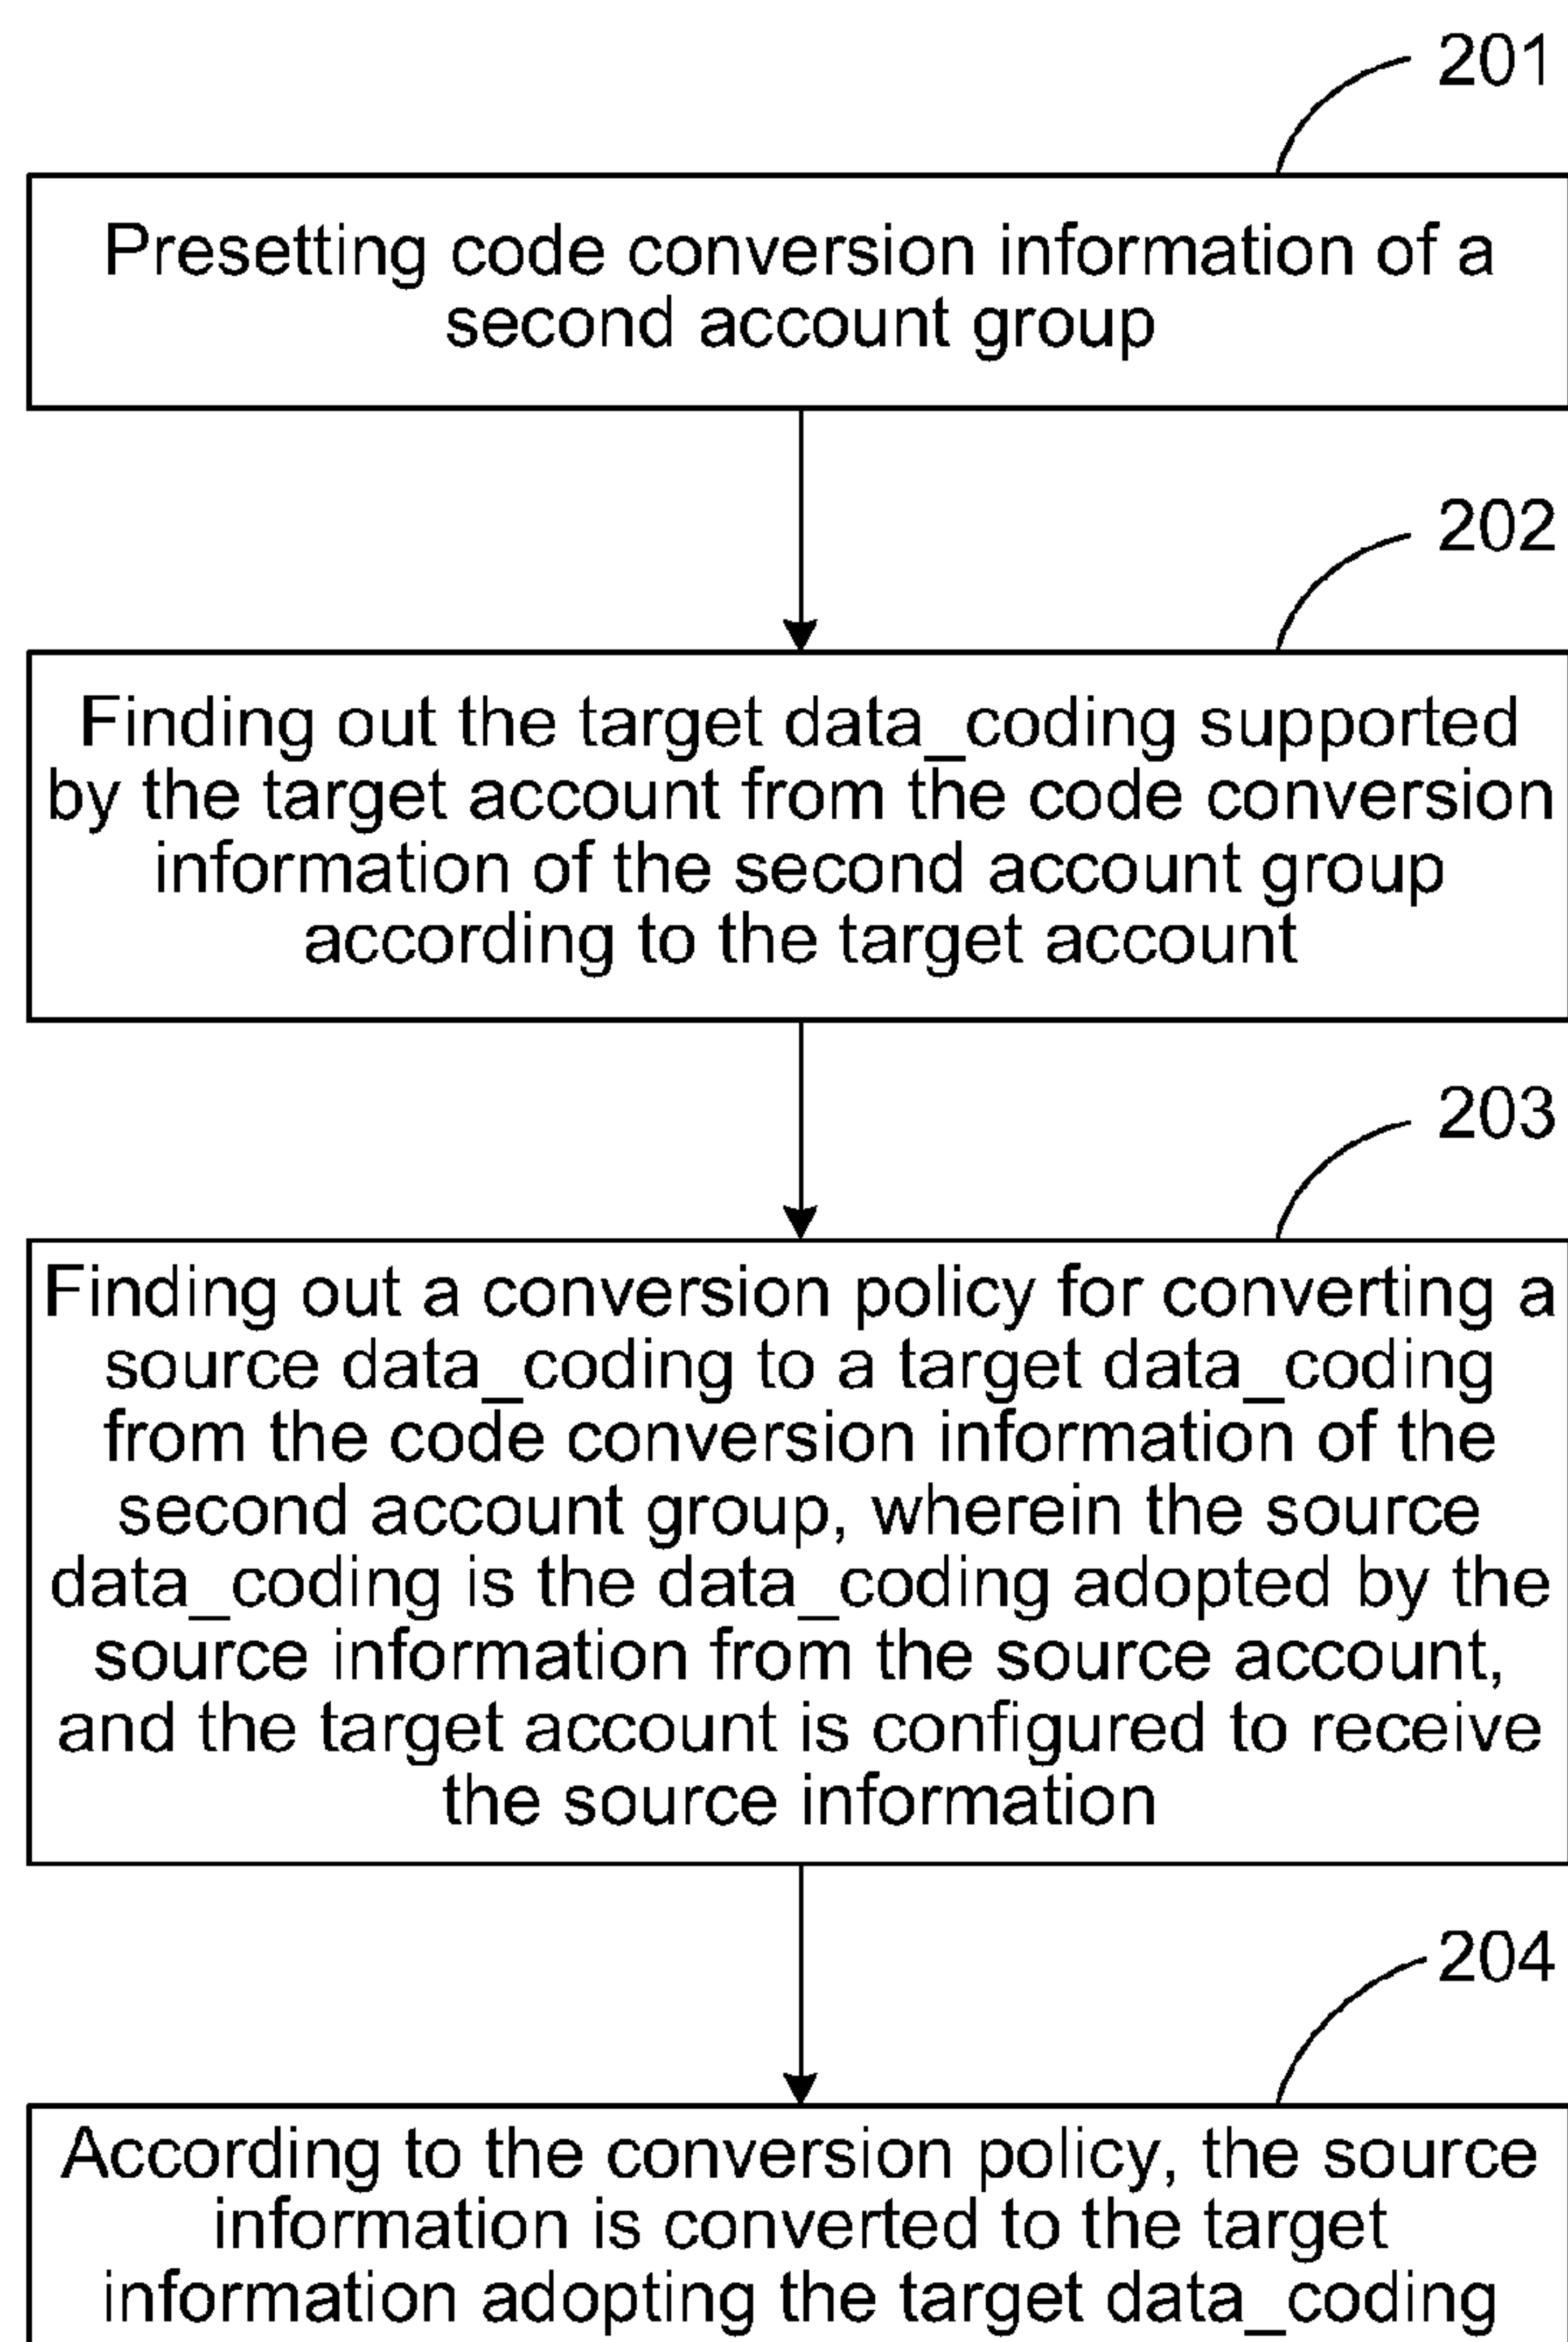 201
Presetting code conversion information of a
second account group
202
Finding out the target data_coding supported
by the target account from the code conversion
information of the second account group
according to the target account
203
Finding out a conversion policy for converting a
source data_coding to a target data_coding
from the code conversion information of the
second account group, wherein the source
data_coding is the data_coding adopted by the
source information from the source account,
and the target account is configured to receive
the source information
204
According to the conversion policy, the source
information is converted to the target
information adopting the target data_coding